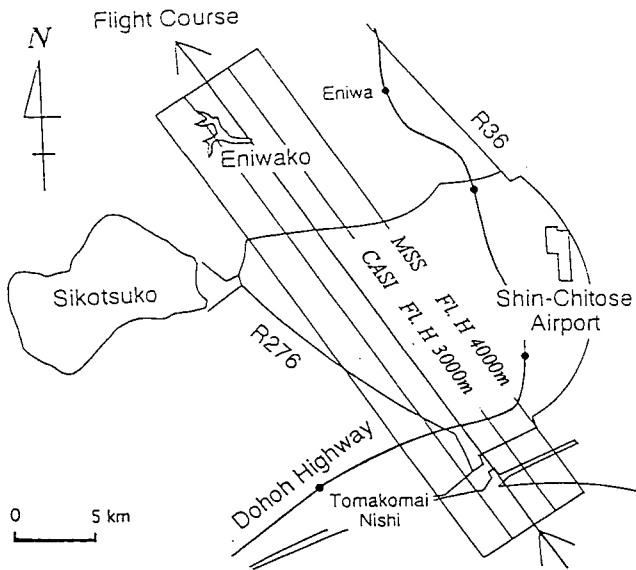 Flight Course
N
Eniwa
R36
Eniwako
MSS Fl. H 4000m
CASI Fl. H 3000m
Sikotsuko
Shin-Chitose
Airport
R276
Dohoh Highway
Tomakomai
Nishi
0 5 km